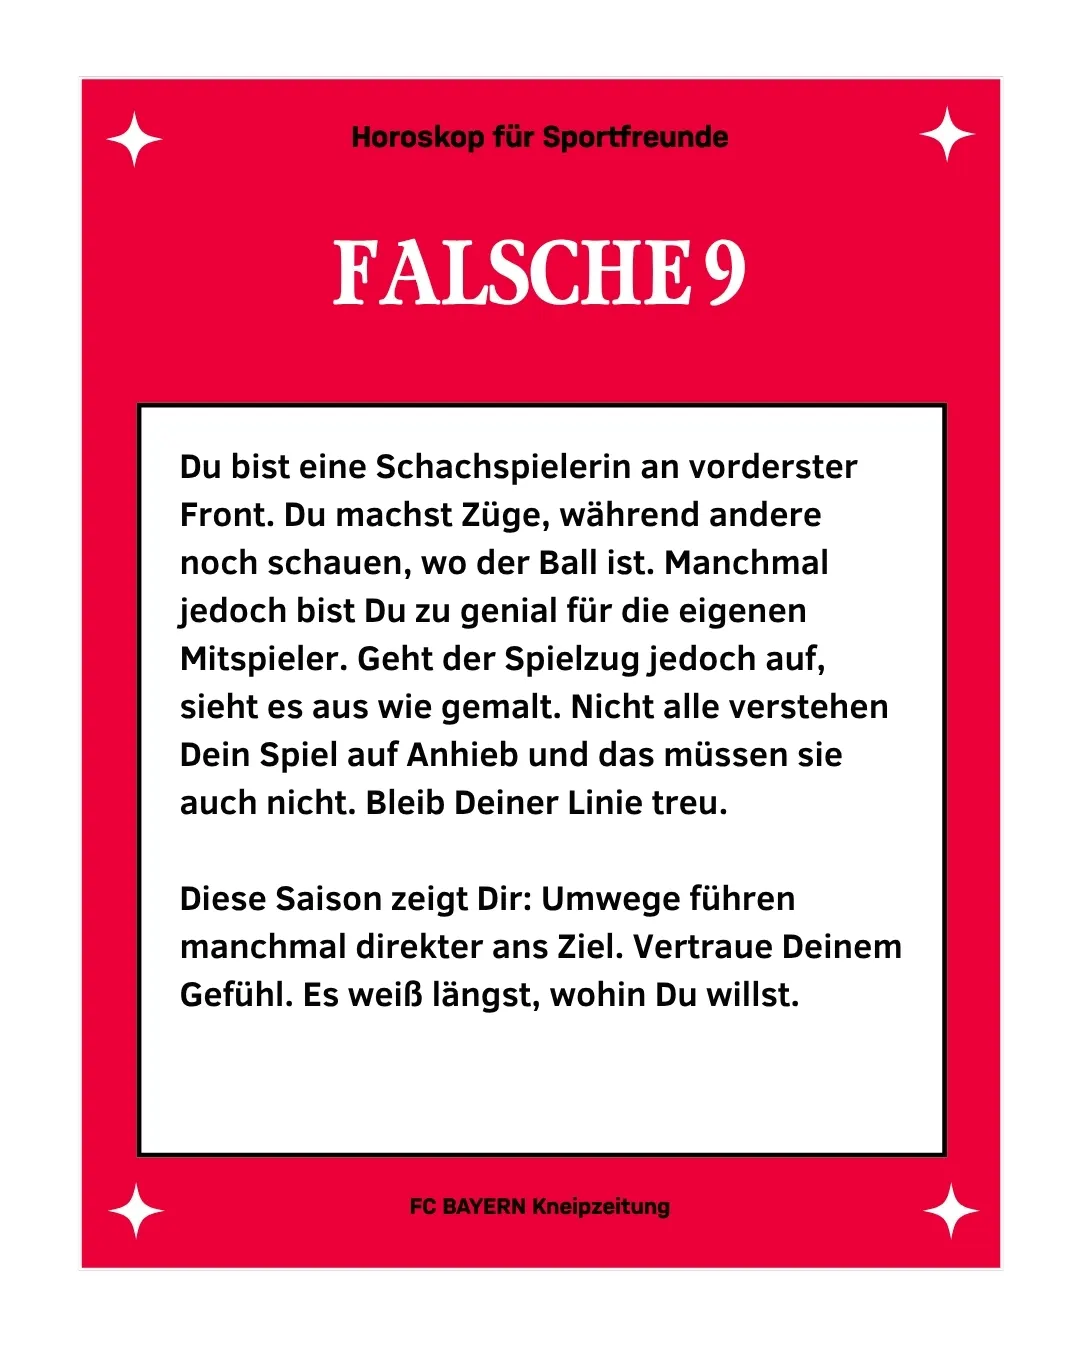 Horoskop für Sportfreunde
FALSCHE 9
Du bist eine Schachspielerin an vorderster
Front. Du machst Züge, während andere
noch schauen, wo der Ball ist. Manchmal
jedoch bist Du zu genial für die eigenen
Mitspieler. Geht der Spielzug jedoch auf,
sieht es aus wie gemalt. Nicht alle verstehen
Dein Spiel auf Anhieb und das müssen sie
auch nicht. Bleib Deiner Linie treu.
Diese Saison zeigt Dir: Umwege führen
manchmal direkter ans Ziel. Vertraue Deinem
Gefühl. Es weiß längst, wohin Du willst.
FC BAYERN Kneipzeitung